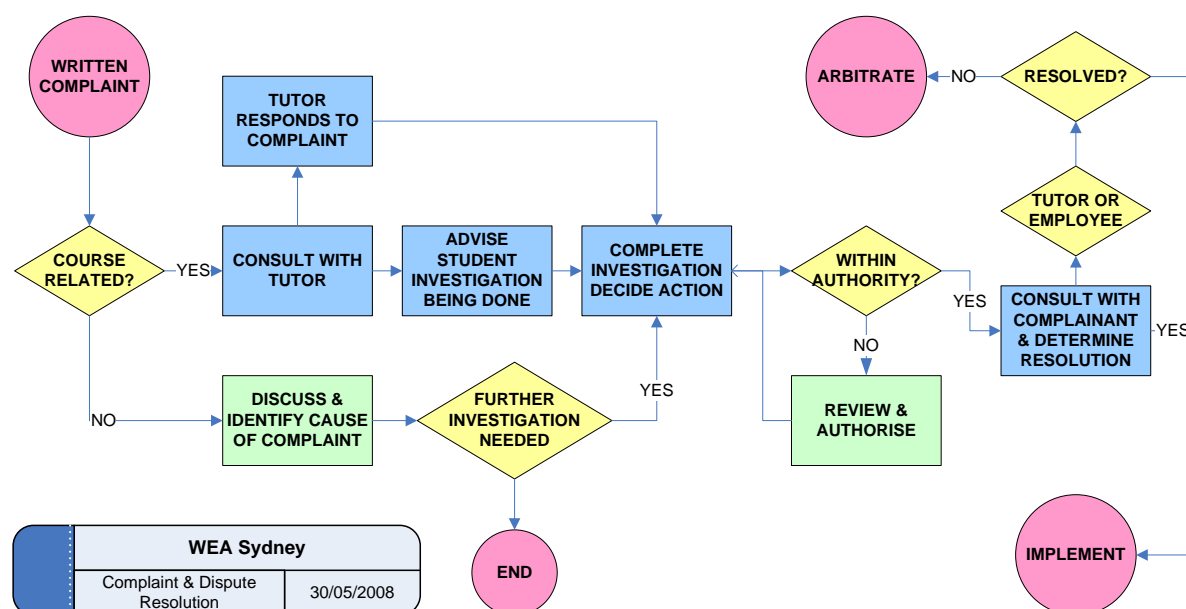 WRITTEN
COMPLAINT
ARBITRATE
NO
RESOLVED?
TUTOR
RESPONDS TO
COMPLAINT
TUTOR OR
EMPLOYEE
COURSE
RELATED?
YES
CONSULT WITH
TUTOR
ADVISE
STUDENT
INVESTIGATION
BEING DONE
COMPLETE
INVESTIGATION
DECIDE ACTION
WITHIN
AUTHORITY?
YES
CONSULT WITH
COMPLAINANT
& DETERMINE
RESOLUTION
YES
NO
NO
DISCUSS &
IDENTIFY CAUSE
OF COMPLAINT
FURTHER
INVESTIGATION
NEEDED
YES
REVIEW &
AUTHORISE
WEA Sydney
Complaint & Dispute
Resolution
30/05/2008
END
IMPLEMENT